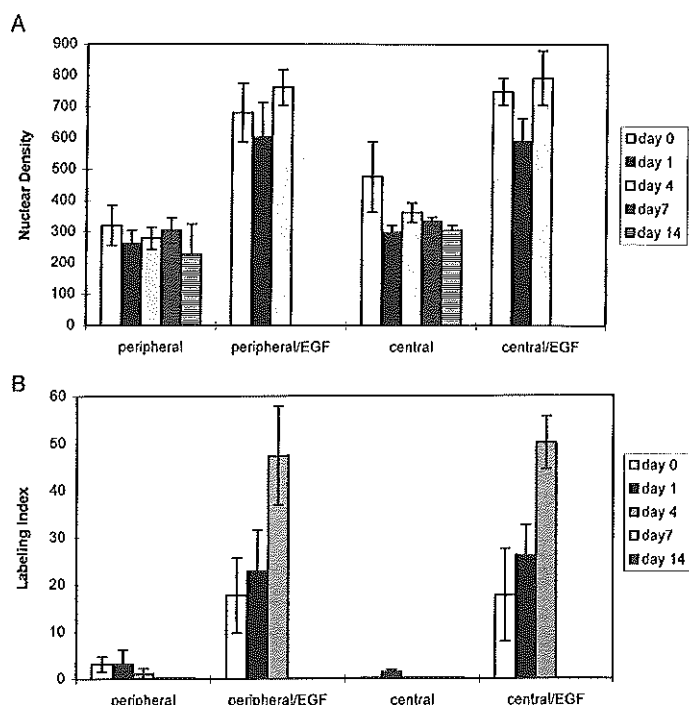 A
900
800
700
600
500
400
300
200
100
0
Nuclear Density
peripheral
peripheral/EGF
central
central/EGF
day 0
day 1
day 4
day7
day 14
B
60
50
40
30
20
10
0
Labeling Index
peripheral
peripheral/EGF
central
central/EGF
day 0
day 1
day 4
day7
day 14